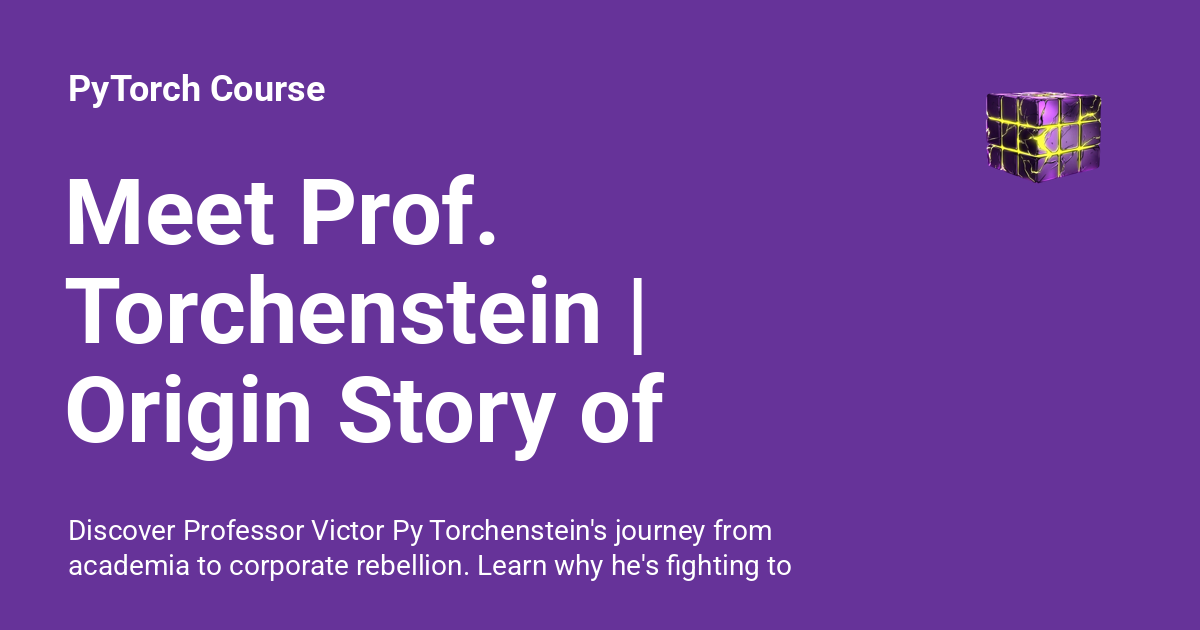 PyTorch Course
Meet Prof.
Torchenstein |
Origin Story of
Discover Professor Victor Py Torchenstein's journey from
academia to corporate rebellion. Learn why he's fighting to